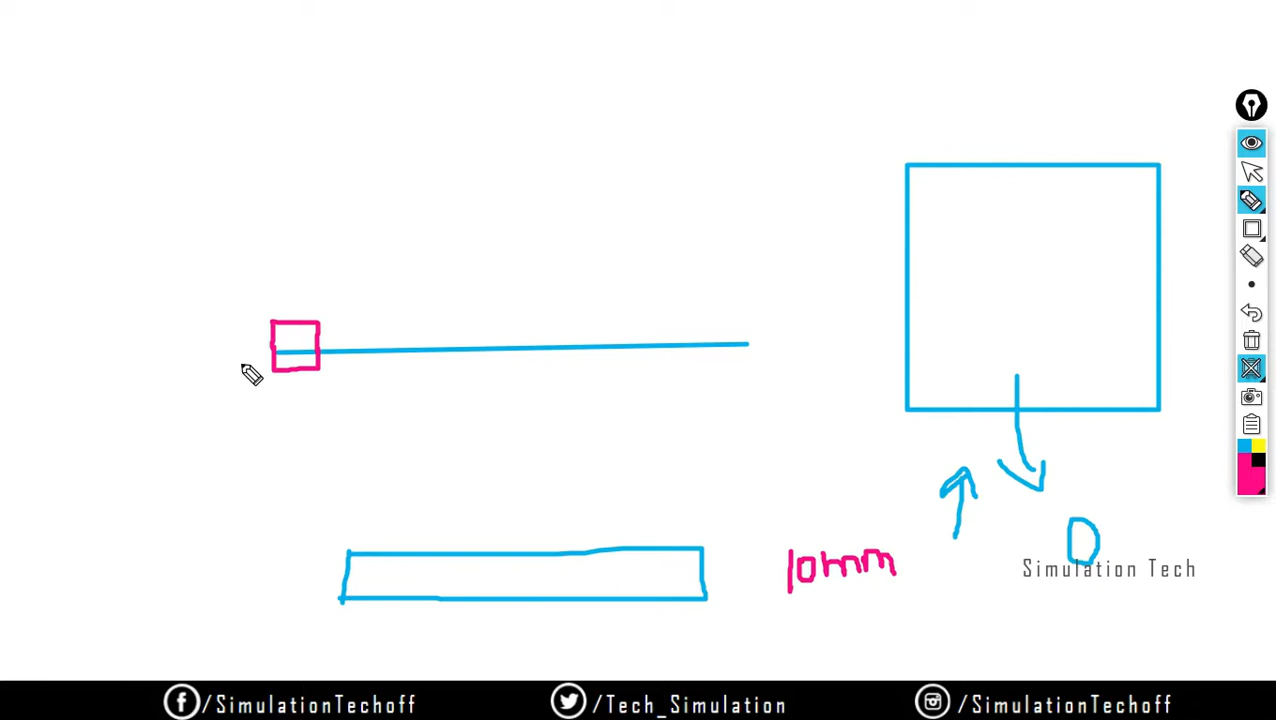 10mm
D
Simulation Tech
/SimulationTechoff
/Tech_Simulation
/SimulationTechoff